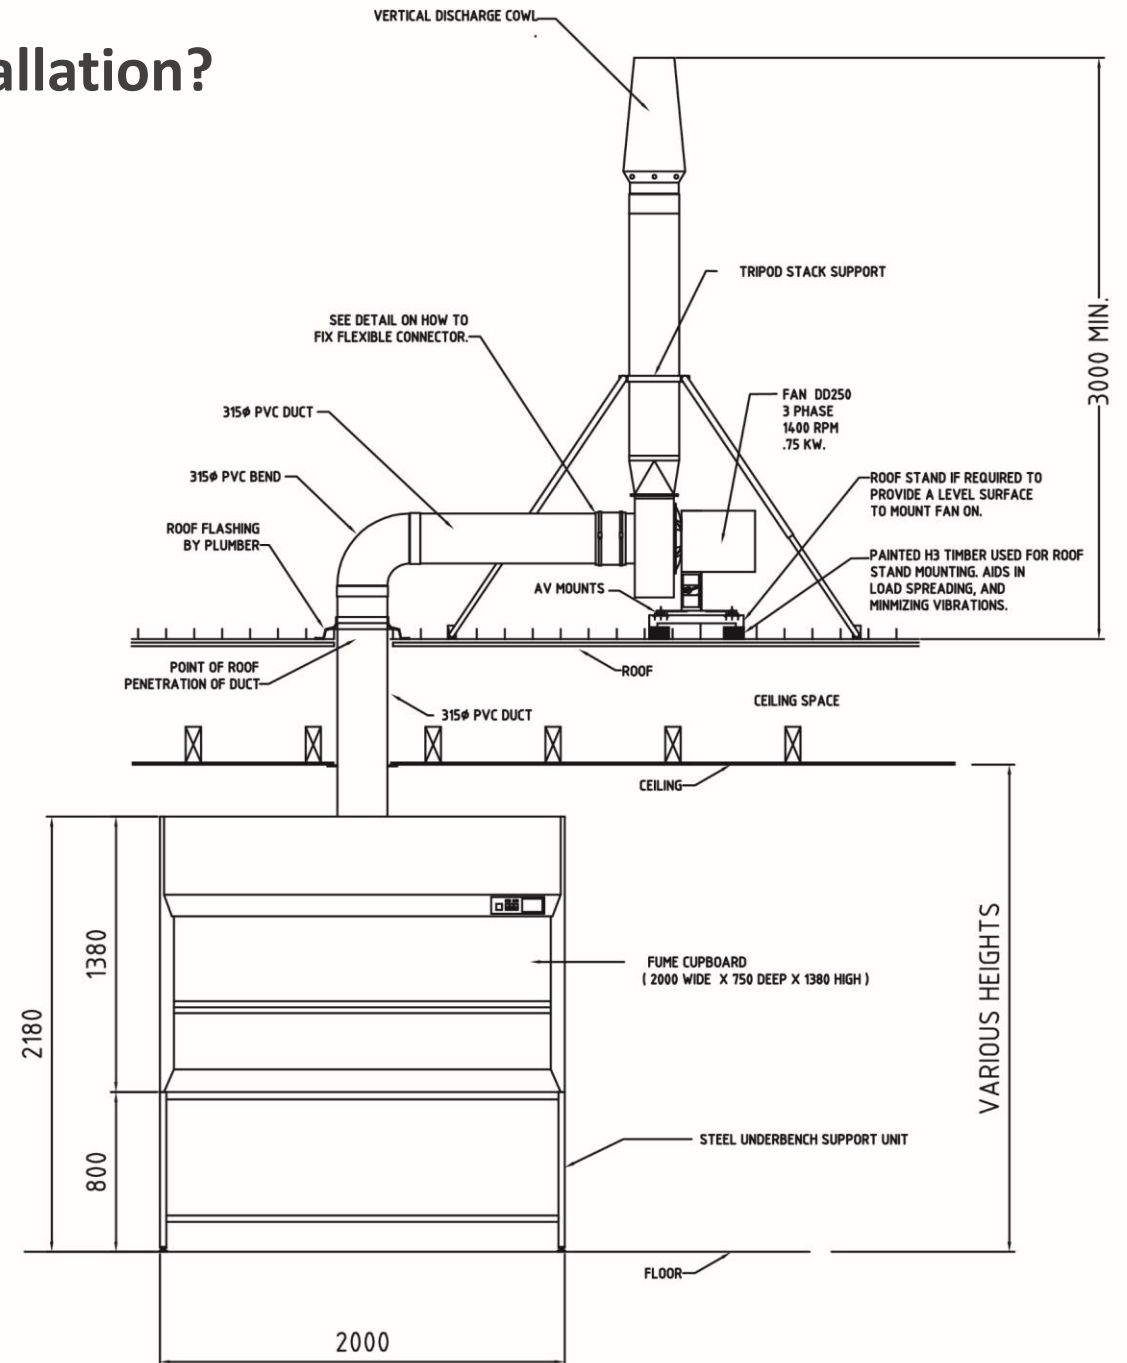 allation?
VERTICAL DISCHARGE COWL
TRIPOD STACK SUPPORT
3000 MIN.
SEE DETAIL ON HOW TO
FIX FLEXIBLE CONNECTOR.
FAN DD250
3 PHASE
1400 RPM
.75 KW.
315ø PVC DUCT
315ø PVC BEND
ROOF STAND IF REQUIRED TO
PROVIDE A LEVEL SURFACE
TO MOUNT FAN ON.
ROOF FLASHING
BY PLUMBER
PAINTED H3 TIMBER USED FOR ROOF
STAND MOUNTING. AIDS IN
LOAD SPREADING, AND
MINMIZING VIBRATIONS.
AV MOUNTS
POINT OF ROOF
PENETRATION OF DUCT
ROOF
315ø PVC DUCT
CEILING SPACE
CEILING
2180
1380
800
FUME CUPBOARD
( 2000 WIDE X 750 DEEP X 1380 HIGH )
VARIOUS HEIGHTS
STEEL UNDERBENCH SUPPORT UNIT
FLOOR
2000